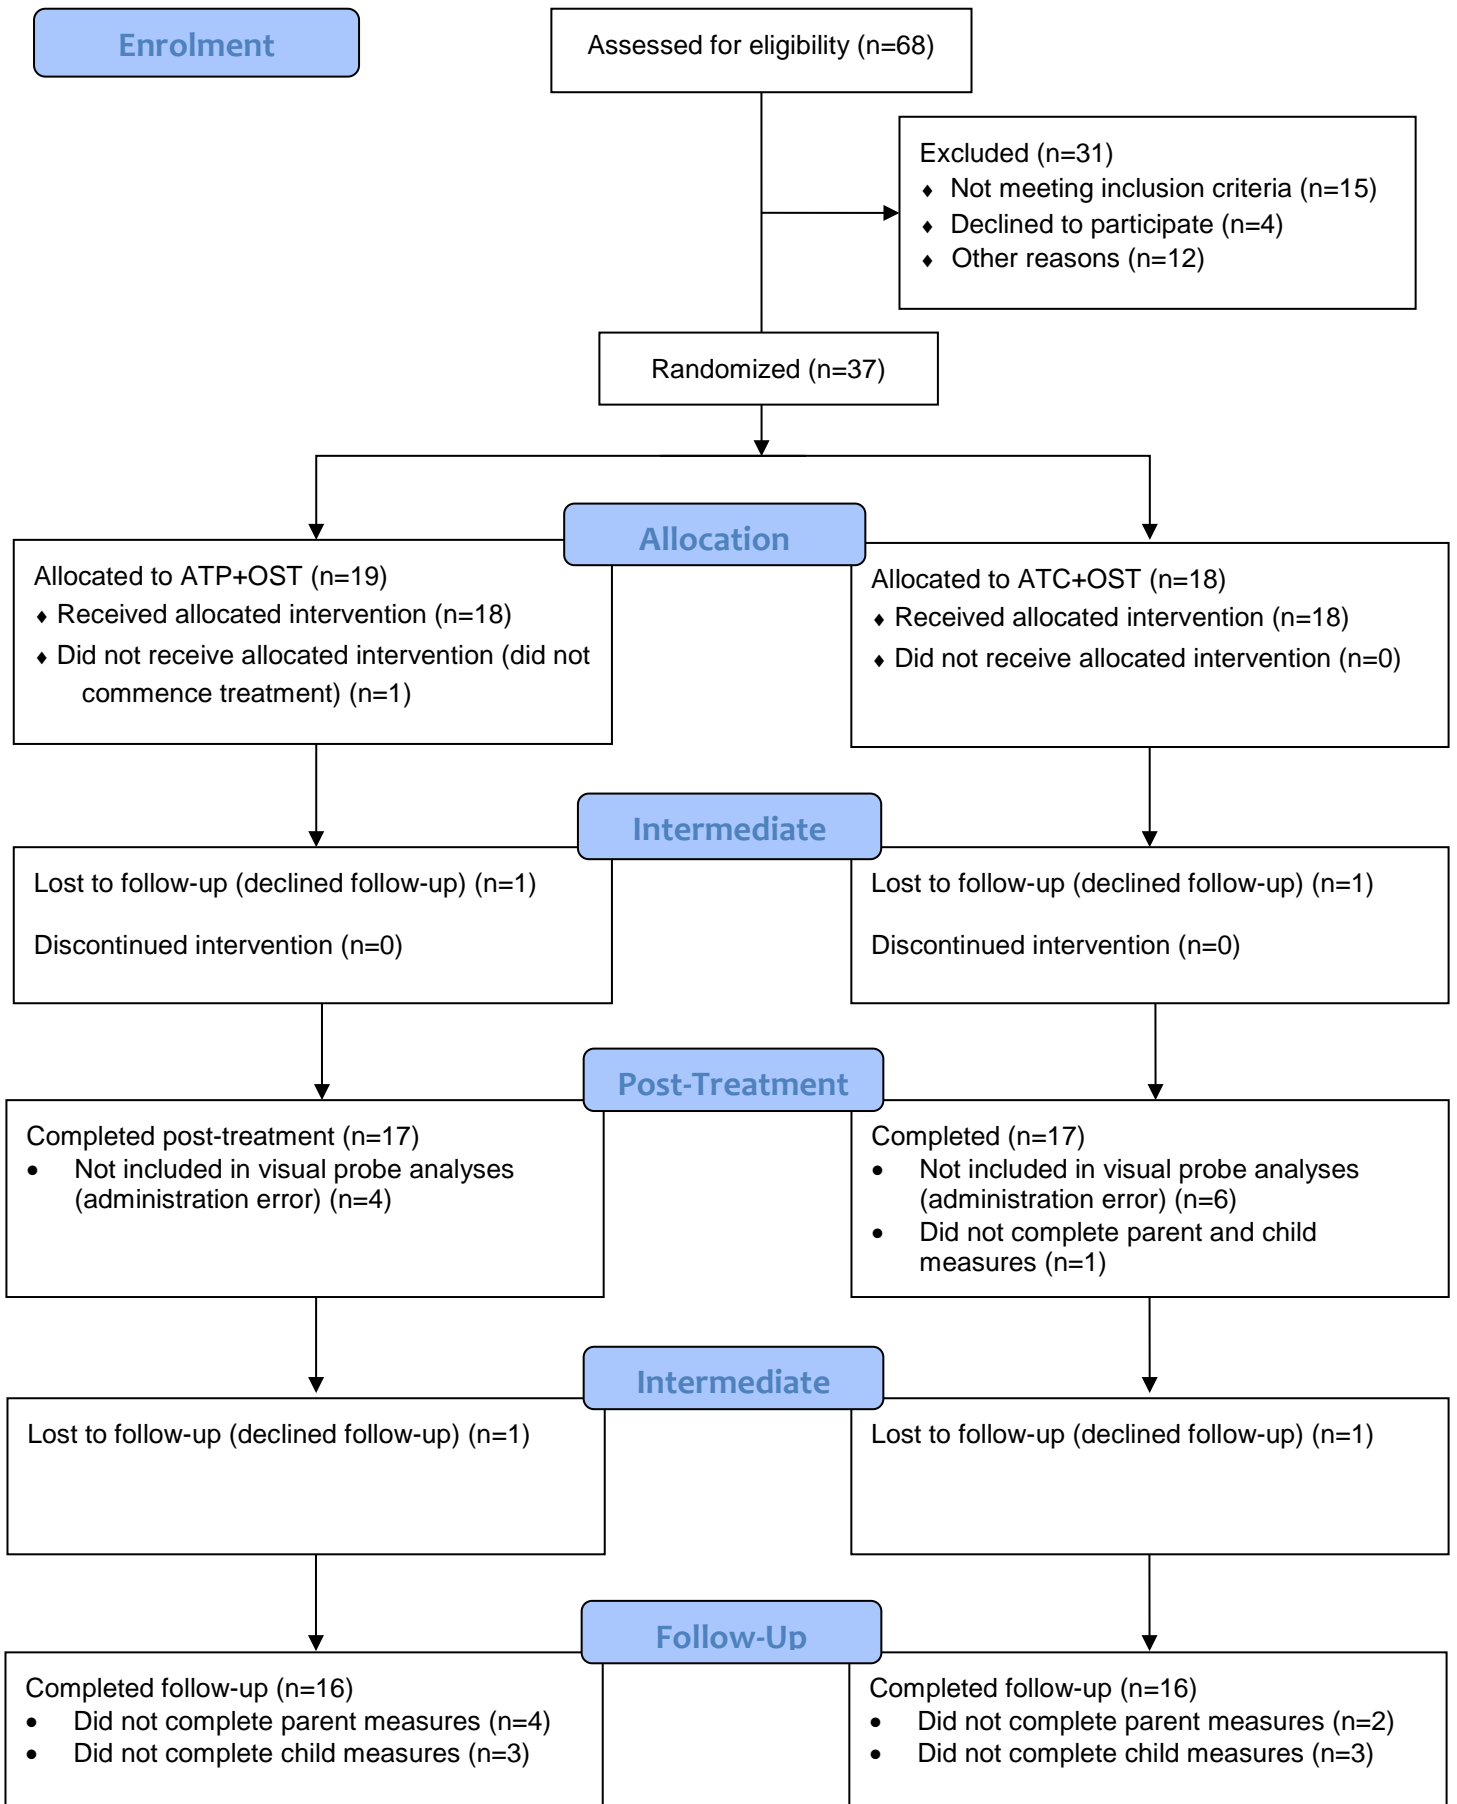 Enrolment
Assessed for eligibility (n=68)
Excluded (n=31)
♦ Not meeting inclusion criteria (n=15)
♦ Declined to participate (n=4)
♦ Other reasons (n=12)
Randomized (n=37)
Allocation
Allocated to ATP+OST (n=19)
♦ Received allocated intervention (n=18)
♦ Did not receive allocated intervention (did not
commence treatment) (n=1)
Allocated to ATC+OST (n=18)
♦ Received allocated intervention (n=18)
♦ Did not receive allocated intervention (n=0)
Intermediate
Lost to follow-up (declined follow-up) (n=1)
Discontinued intervention (n=0)
Lost to follow-up (declined follow-up) (n=1)
Discontinued intervention (n=0)
Post-Treatment
Completed post-treatment (n=17)
• Not included in visual probe analyses
(administration error) (n=4)
Completed (n=17)
• Not included in visual probe analyses
(administration error) (n=6)
• Did not complete parent and child
measures (n=1)
Intermediate
Lost to follow-up (declined follow-up) (n=1)
Lost to follow-up (declined follow-up) (n=1)
Follow-Up
Completed follow-up (n=16)
• Did not complete parent measures (n=4)
• Did not complete child measures (n=3)
Completed follow-up (n=16)
• Did not complete parent measures (n=2)
• Did not complete child measures (n=3)